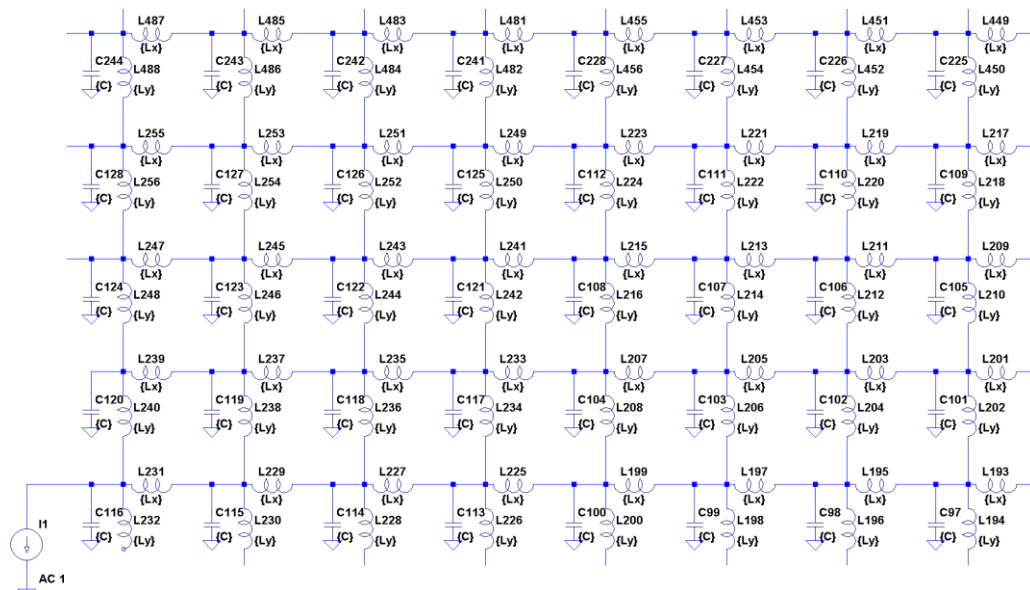 L487 L485 L483 L481 L455 L453 L451 L449
{Lx} {Lx} {Lx} {Lx} {Lx} {Lx} {Lx} {Lx}
C244 C243 C242 C241 C228 C227 C226 C225
L488 L486 L484 L482 L456 L454 L452 L450
{C} {Ly} {C} {Ly} {C} {Ly} {C} {Ly} {C} {Ly} {C} {Ly} {C} {Ly} {C} {Ly}
L255 L253 L251 L249 L223 L221 L219 L217
{Lx} {Lx} {Lx} {Lx} {Lx} {Lx} {Lx} {Lx}
C128 C127 C126 C125 C112 C111 C110 C109
L256 L254 L252 L250 L224 L222 L220 L218
{C} {Ly} {C} {Ly} {C} {Ly} {C} {Ly} {C} {Ly} {C} {Ly} {C} {Ly} {C} {Ly}
L247 L245 L243 L241 L215 L213 L211 L209
{Lx} {Lx} {Lx} {Lx} {Lx} {Lx} {Lx} {Lx}
C124 C123 C122 C121 C108 C107 C106 C105
L248 L246 L244 L242 L216 L214 L212 L210
{C} {Ly} {C} {Ly} {C} {Ly} {C} {Ly} {C} {Ly} {C} {Ly} {C} {Ly} {C} {Ly}
L239 L237 L235 L233 L207 L205 L203 L201
{Lx} {Lx} {Lx} {Lx} {Lx} {Lx} {Lx} {Lx}
C120 C119 C118 C117 C104 C103 C102 C101
L240 L238 L236 L234 L208 L206 L204 L202
{C} {Ly} {C} {Ly} {C} {Ly} {C} {Ly} {C} {Ly} {C} {Ly} {C} {Ly} {C} {Ly}
L231 L229 L227 L225 L199 L197 L195 L193
{Lx} {Lx} {Lx} {Lx} {Lx} {Lx} {Lx} {Lx}
C116 C115 C114 C113 C100 C99 C98 C97
I1 L232 L230 L228 L226 L200 L198 L196 L194
{C} {Ly} {C} {Ly} {C} {Ly} {C} {Ly} {C} {Ly} {C} {Ly} {C} {Ly} {C} {Ly}
AC 1